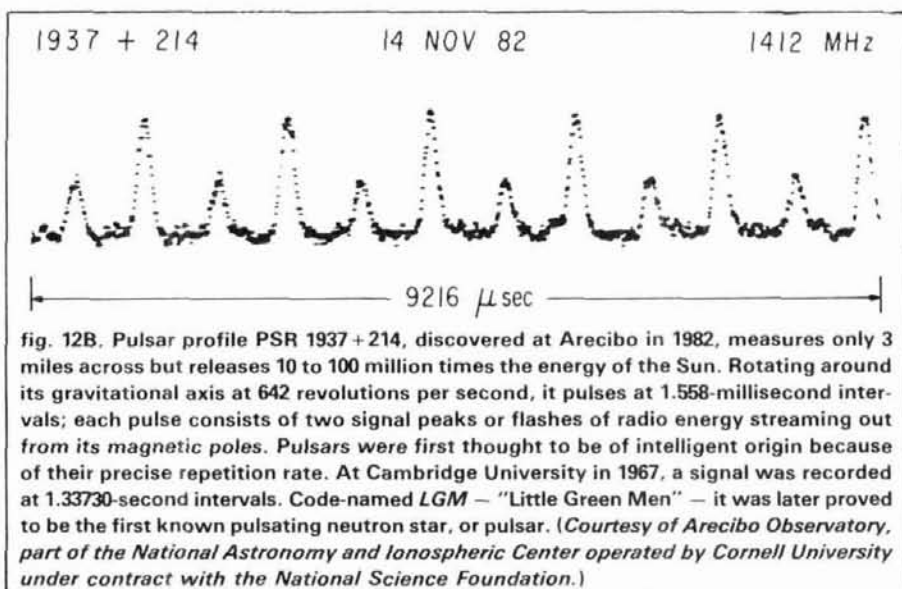 1937 + 214 14 NOV 82 1412 MHz
9216 μsec
fig. 12B. Pulsar profile PSR 1937 + 214, discovered at Arecibo in 1982, measures only 3
miles across but releases 10 to 100 million times the energy of the Sun. Rotating around
its gravitational axis at 642 revolutions per second, it pulses at 1.558-millisecond inter-
vals; each pulse consists of two signal peaks or flashes of radio energy streaming out
from its magnetic poles. Pulsars were first thought to be of intelligent origin because
of their precise repetition rate. At Cambridge University in 1967, a signal was recorded
at 1.33730-second intervals. Code-named LGM — "Little Green Men" — it was later proved
to be the first known pulsating neutron star, or pulsar. (Courtesy of Arecibo Observatory,
part of the National Astronomy and Ionospheric Center operated by Cornell University
under contract with the National Science Foundation.)